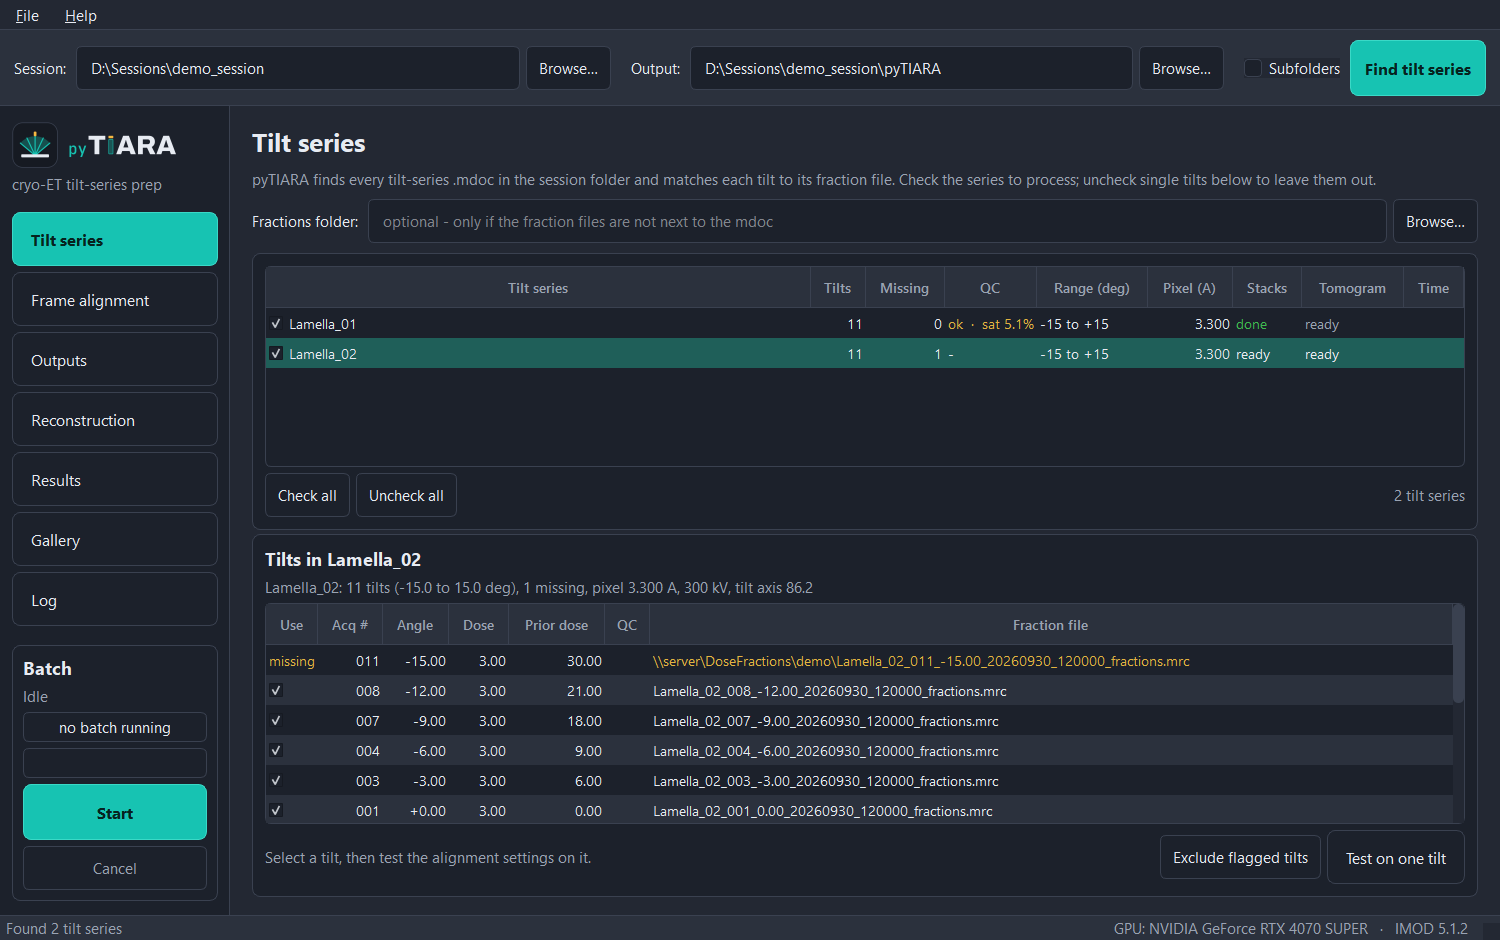 File Help
Session: D:\Sessions\demo_session Browse... Output: D:\Sessions\demo_session\pyTIARA Browse... Subfolders Find tilt series
pyTIARA
cryo-ET tilt-series prep
Tilt series
Frame alignment
Outputs
Reconstruction
Results
Gallery
Log
Batch
Idle
no batch running
Start
Cancel
Tilt series
pyTIARA finds every tilt-series .mdoc in the session folder and matches each tilt to its fraction file. Check the series to process; uncheck single tilts below to leave them out.
Fractions folder: optional - only if the fraction files are not next to the mdoc Browse...
Tilt series Tilts Missing QC Range (deg) Pixel (A) Stacks Tomogram Time
Lamella_01 11 0 ok · sat 5.1% -15 to +15 3.300 done ready
Lamella_02 11 1 - -15 to +15 3.300 ready ready
Check all Uncheck all 2 tilt series
Tilts in Lamella_02
Lamella_02: 11 tilts (-15.0 to 15.0 deg), 1 missing, pixel 3.300 A, 300 kV, tilt axis 86.2
Use Acq # Angle Dose Prior dose QC Fraction file
missing 011 -15.00 3.00 30.00 \\server\DoseFractions\demo\Lamella_02_011_-15.00_20260930_120000_fractions.mrc
008 -12.00 3.00 21.00 Lamella_02_008_-12.00_20260930_120000_fractions.mrc
007 -9.00 3.00 18.00 Lamella_02_007_-9.00_20260930_120000_fractions.mrc
004 -6.00 3.00 9.00 Lamella_02_004_-6.00_20260930_120000_fractions.mrc
003 -3.00 3.00 6.00 Lamella_02_003_-3.00_20260930_120000_fractions.mrc
001 +0.00 3.00 0.00 Lamella_02_001_0.00_20260930_120000_fractions.mrc
Select a tilt, then test the alignment settings on it. Exclude flagged tilts Test on one tilt
Found 2 tilt series GPU: NVIDIA GeForce RTX 4070 SUPER · IMOD 5.1.2